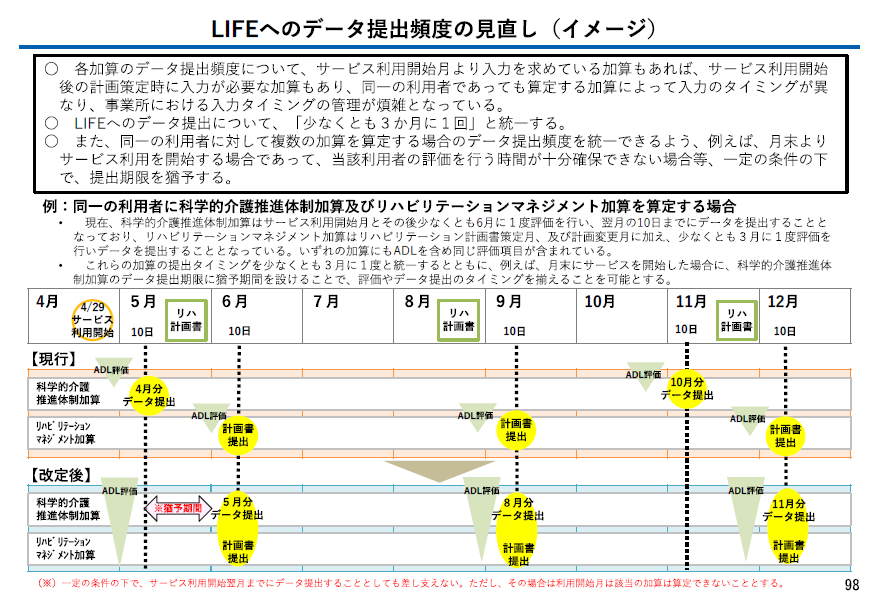 LIFEへのデータ提出頻度の見直し（イメージ）
○　各加算のデータ提出頻度について、サービス利用開始月より入力を求めている加算もあれば、サービス利用開始
後の計画策定時に入力が必要な加算もあり、同一の利用者であっても算定する加算によって入力のタイミングが異
なり、事業所における入力タイミングの管理が煩雑となっている。
○　LIFEへのデータ提出について、「少なくとも３か月に１回」と統一する。
○　また、同一の利用者に対して複数の加算を算定する場合のデータ提出頻度を統一できるよう、例えば、月末より
サービス利用を開始する場合であって、当該利用者の評価を行う時間が十分確保できない場合等、一定の条件の下
で、提出期限を猶予する。
例：同一の利用者に科学的介護推進体制加算及びリハビリテーションマネジメント加算を算定する場合
•　現在、科学的介護推進体制加算はサービス利用開始月とその後少なくとも6月に１度評価を行い、翌月の10日までにデータを提出することと
なっており、リハビリテーションマネジメント加算はリハビリテーション計画書策定月、及び計画変更月に加え、少なくとも３月に１度評価を
行いデータを提出することとなっている。いずれの加算にもADLを含め同じ評価項目が含まれている。
•　これらの加算の提出タイミングを少なくとも３月に１度と統一するとともに、例えば、月末にサービスを開始した場合に、科学的介護推進体
制加算のデータ提出期限に猶予期間を設けることで、評価やデータ提出のタイミングを揃えることを可能とする。
4月 5月 6月 7月 8月 9月 10月 11月 12月
4/29
サービス
利用開始
10日
リハ
計画書
10日
リハ
計画書
10日
10日
リハ
計画書
10日
【現行】
ADL評価
ADL評価
科学的介護
推進体制加算
4月分
データ提出
10月分
データ提出
ADL評価
ADL評価
ADL評価
ﾘﾊﾋﾞﾘﾃｰｼｮﾝ
ﾏﾈｼﾞﾒﾝﾄ加算
計画書
提出
計画書
提出
計画書
提出
【改定後】
ADL評価
ADL評価
ADL評価
科学的介護
推進体制加算
※猶予期間
5月分
データ提出
8月分
データ提出
11月分
データ提出
ﾘﾊﾋﾞﾘﾃｰｼｮﾝ
ﾏﾈｼﾞﾒﾝﾄ加算
計画書
提出
計画書
提出
計画書
提出
（※）一定の条件の下で、サービス利用開始翌月までにデータ提出することとしても差し支えない。ただし、その場合は利用開始月は該当の加算は算定できないこととする。
98